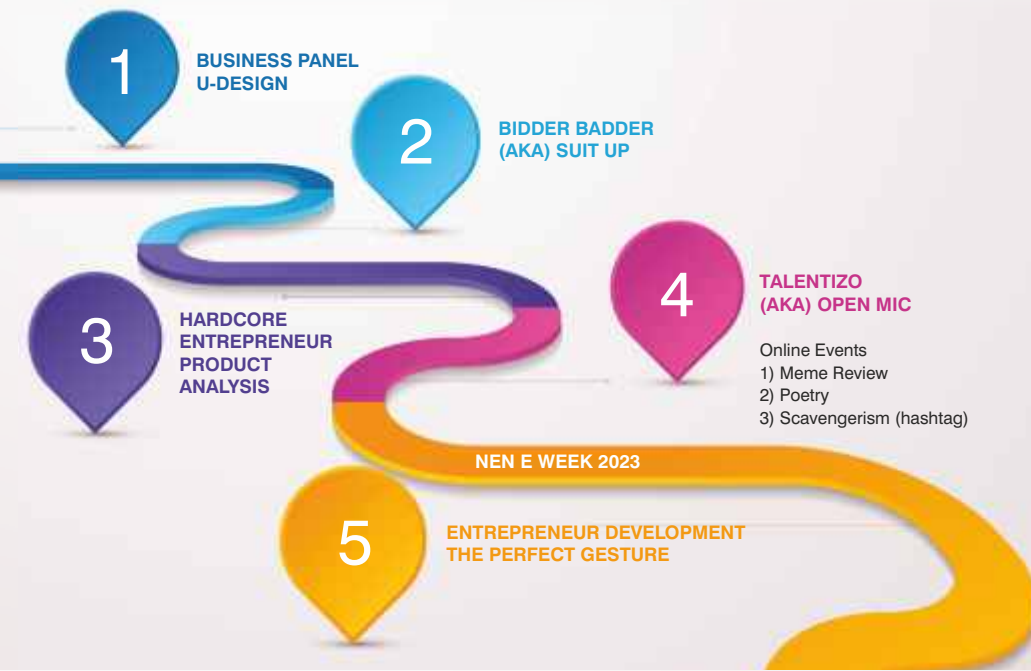 1
BUSINESS PANEL
U-DESIGN
2
BIDDER BADDER
(AKA) SUIT UP
3
HARDCORE
ENTREPRENEUR
PRODUCT
ANALYSIS
4
TALENTIZO
(AKA) OPEN MIC
Online Events
1) Meme Review
2) Poetry
3) Scavengerism (hashtag)
NEN E WEEK 2023
5
ENTREPRENEUR DEVELOPMENT
THE PERFECT GESTURE